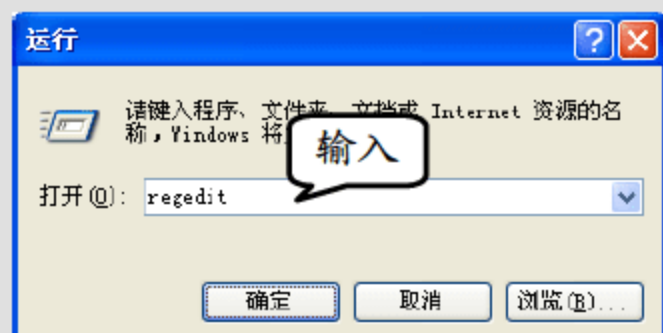 运行
请键入程序、文件夹、文档或 Internet 资源的名
称，Windows 将
输入
打开(O): regedit
确定 取消 浏览(B)...